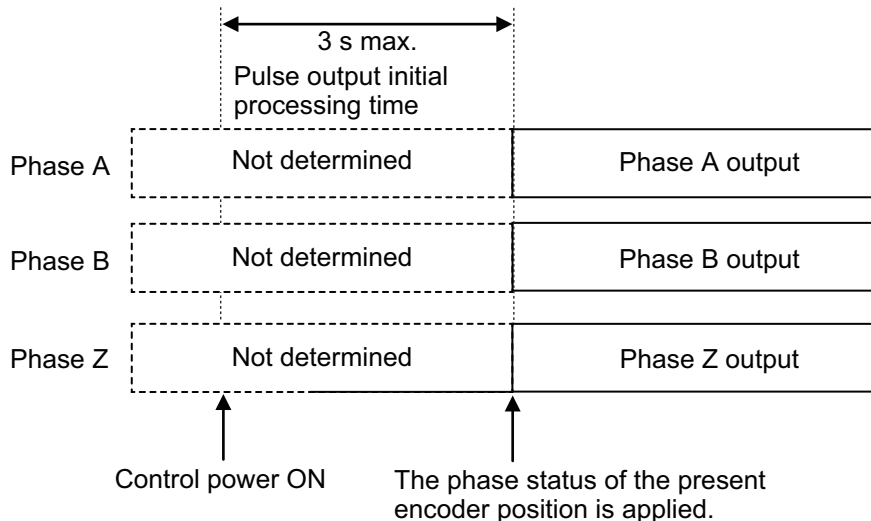 3 s max.
Pulse output initial
processing time
Phase A
Not determined
Phase A output
Phase B
Not determined
Phase B output
Phase Z
Not determined
Phase Z output
Control power ON
The phase status of the present
encoder position is applied.